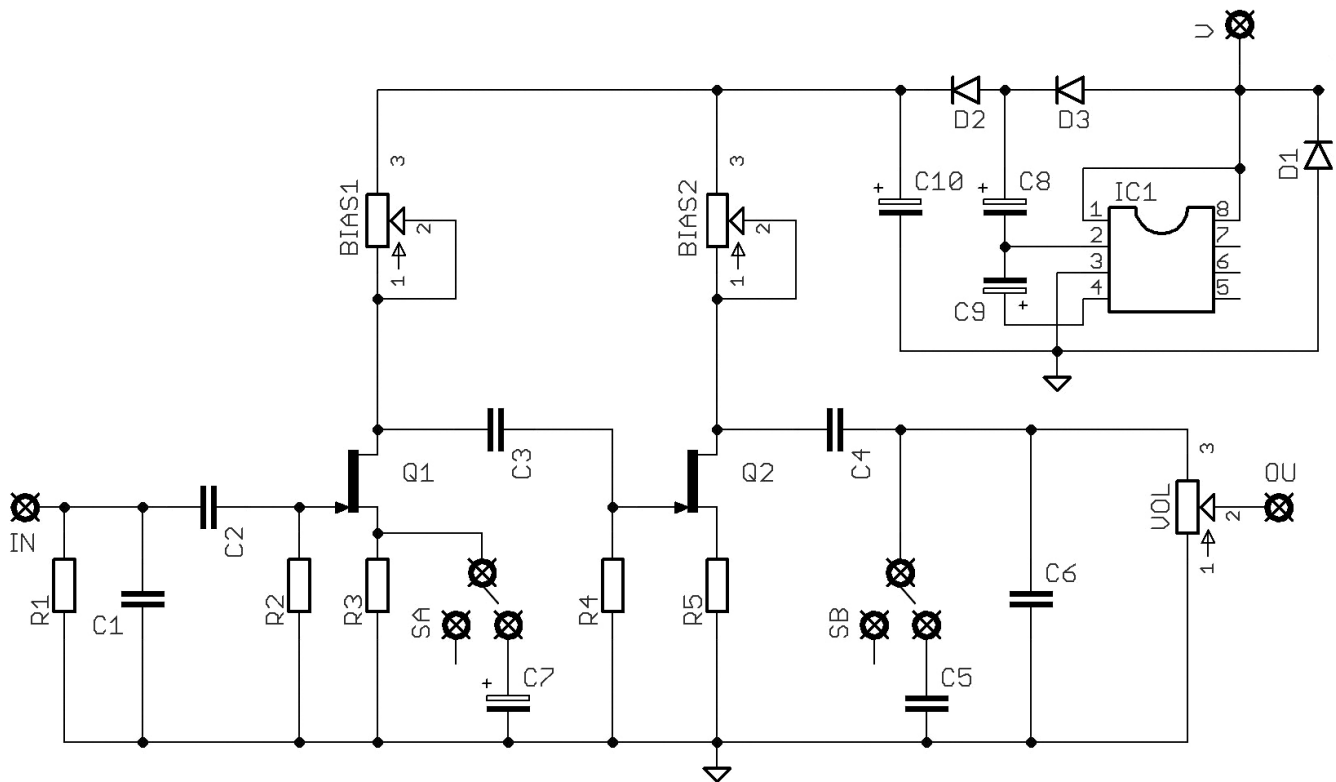 V
D2
D3
D1
3
3
BIAS1
2
1
BIAS2
2
1
+
C10
+
C8
C9
+
IC1
1
2
3
4
8
7
6
5
IN
R1
C1
C2
R2
Q1
R3
SA
+
C7
C3
R4
Q2
R5
C4
SB
C5
C6
VOL
3
2
1
OU